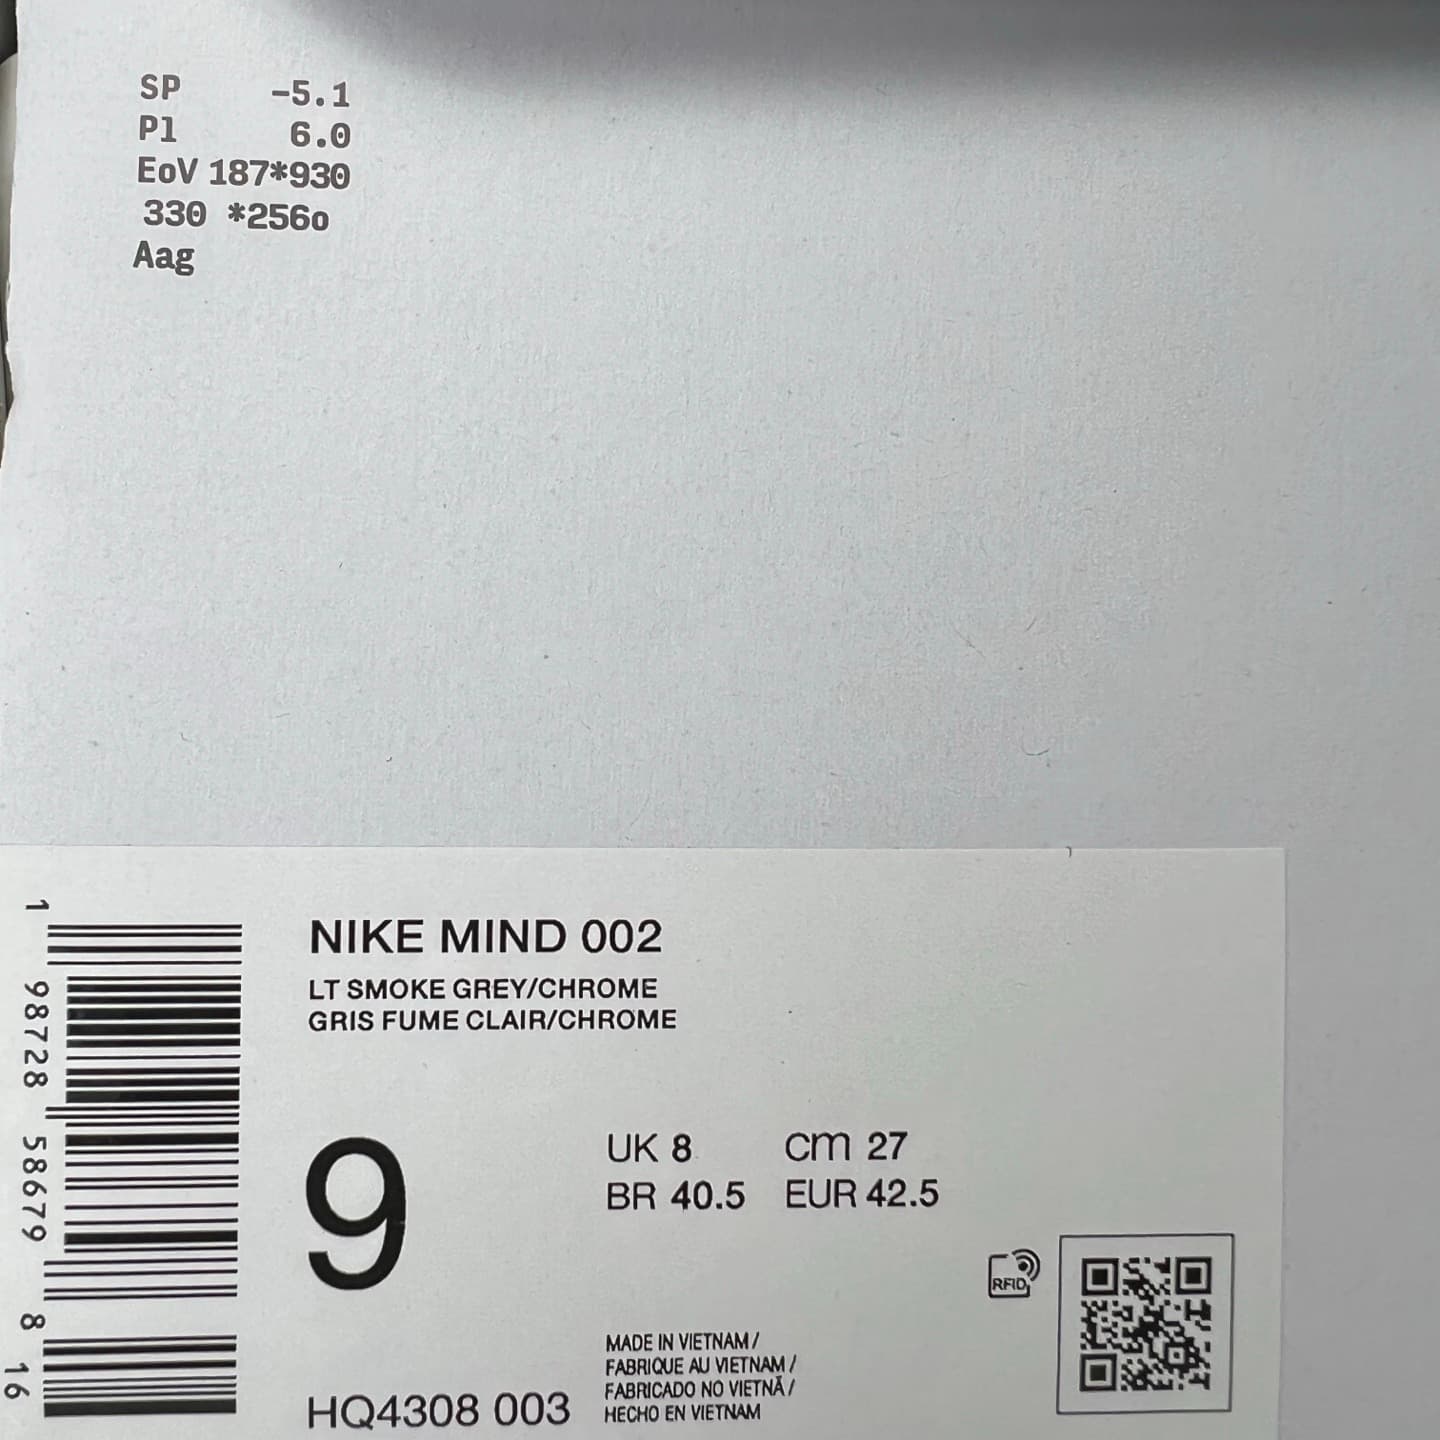 SP -5.1
Pl 6.0
EoV 187*930
330 *256o
Aag
NIKE MIND 002
LT SMOKE GREY/CHROME
GRIS FUME CLAIR/CHROME
9
UK 8 cm 27
BR 40.5 EUR 42.5
RFID
MADE IN VIETNAM /
FABRIQUE AU VIETNAM /
FABRICADO NO VIETNÃ /
HECHO EN VIETNAM
HQ4308 003
1 98728 58679 8 16